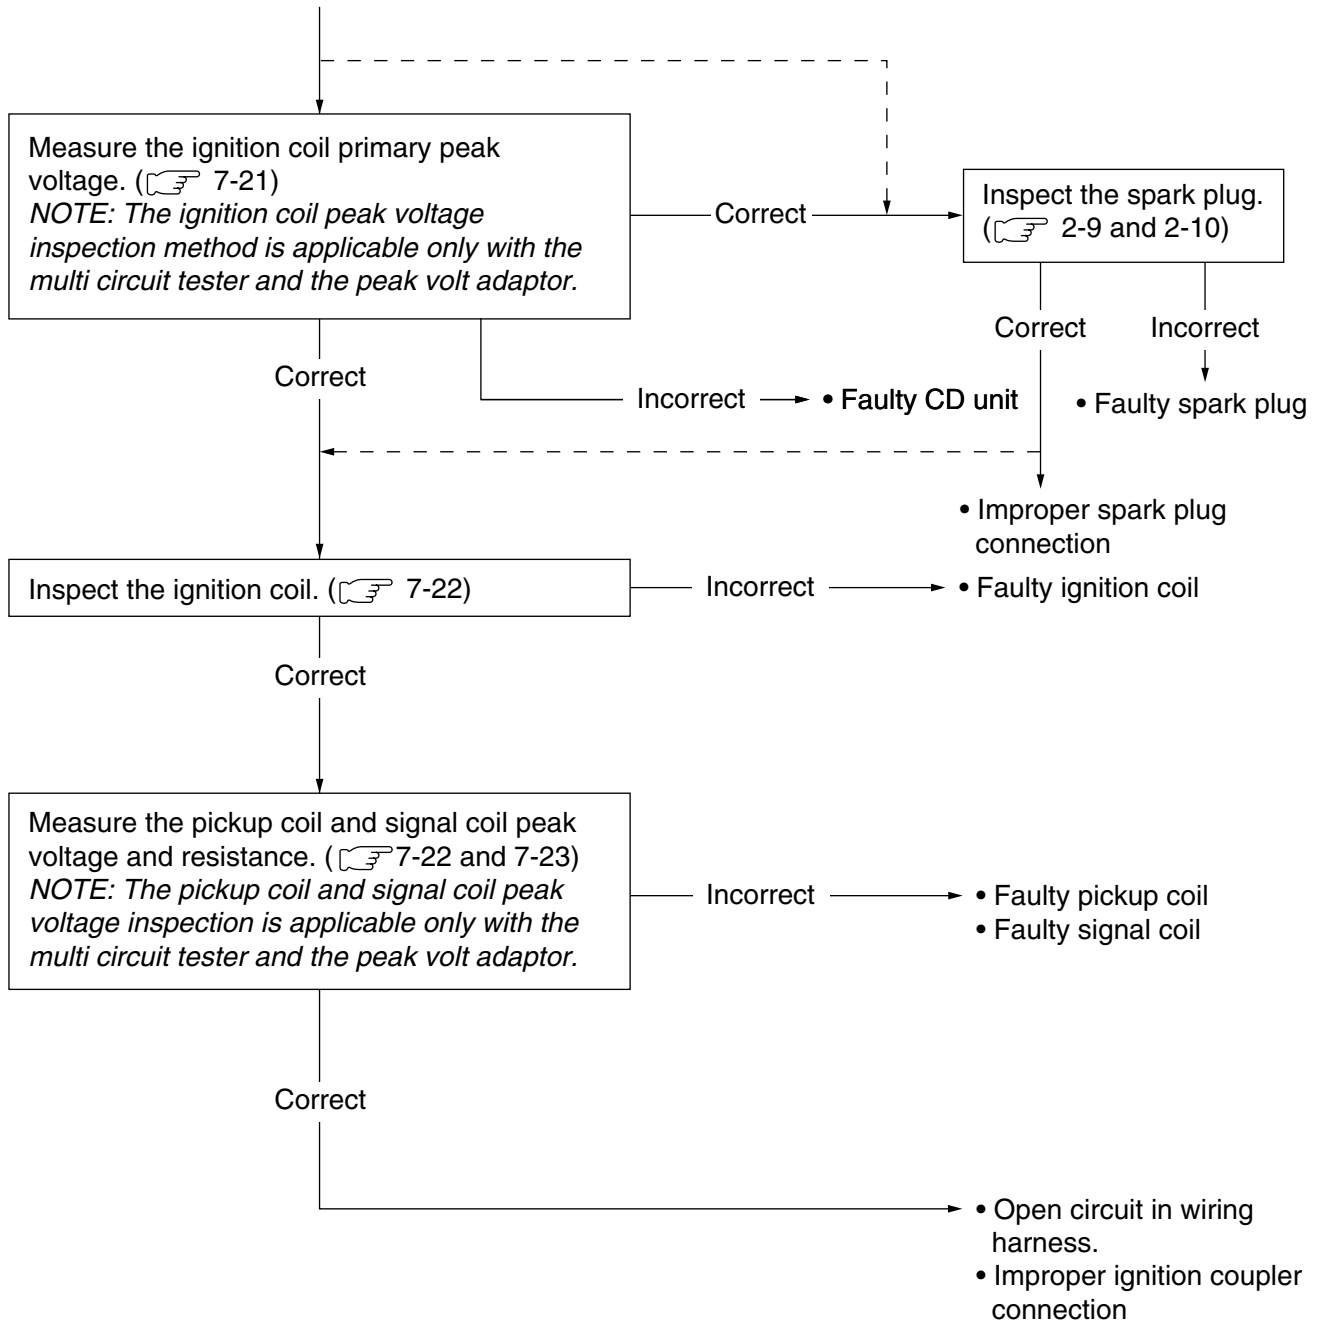 Measure the ignition coil primary peak
voltage. ( 7-21)
NOTE: The ignition coil peak voltage
inspection method is applicable only with the
multi circuit tester and the peak volt adaptor.
Correct
Inspect the spark plug.
( 2-9 and 2-10)
Correct
Incorrect
Correct
Incorrect
• Faulty CD unit
• Faulty spark plug
• Improper spark plug
connection
Inspect the ignition coil. ( 7-22)
Incorrect
• Faulty ignition coil
Correct
Measure the pickup coil and signal coil peak
voltage and resistance. ( 7-22 and 7-23)
NOTE: The pickup coil and signal coil peak
voltage inspection is applicable only with the
multi circuit tester and the peak volt adaptor.
Incorrect
• Faulty pickup coil
• Faulty signal coil
Correct
• Open circuit in wiring
harness.
• Improper ignition coupler
connection